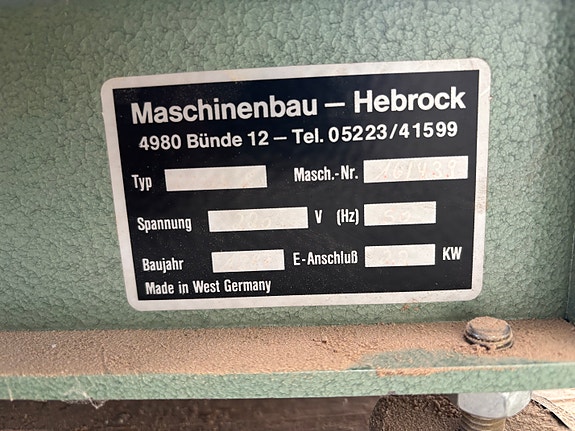 Maschinenbau – Hebrock
4980 Bünde 12 – Tel. 05223/41599
Typ Masch.-Nr.
Spannung V (Hz)
Baujahr E-Anschluß KW
Made in West Germany